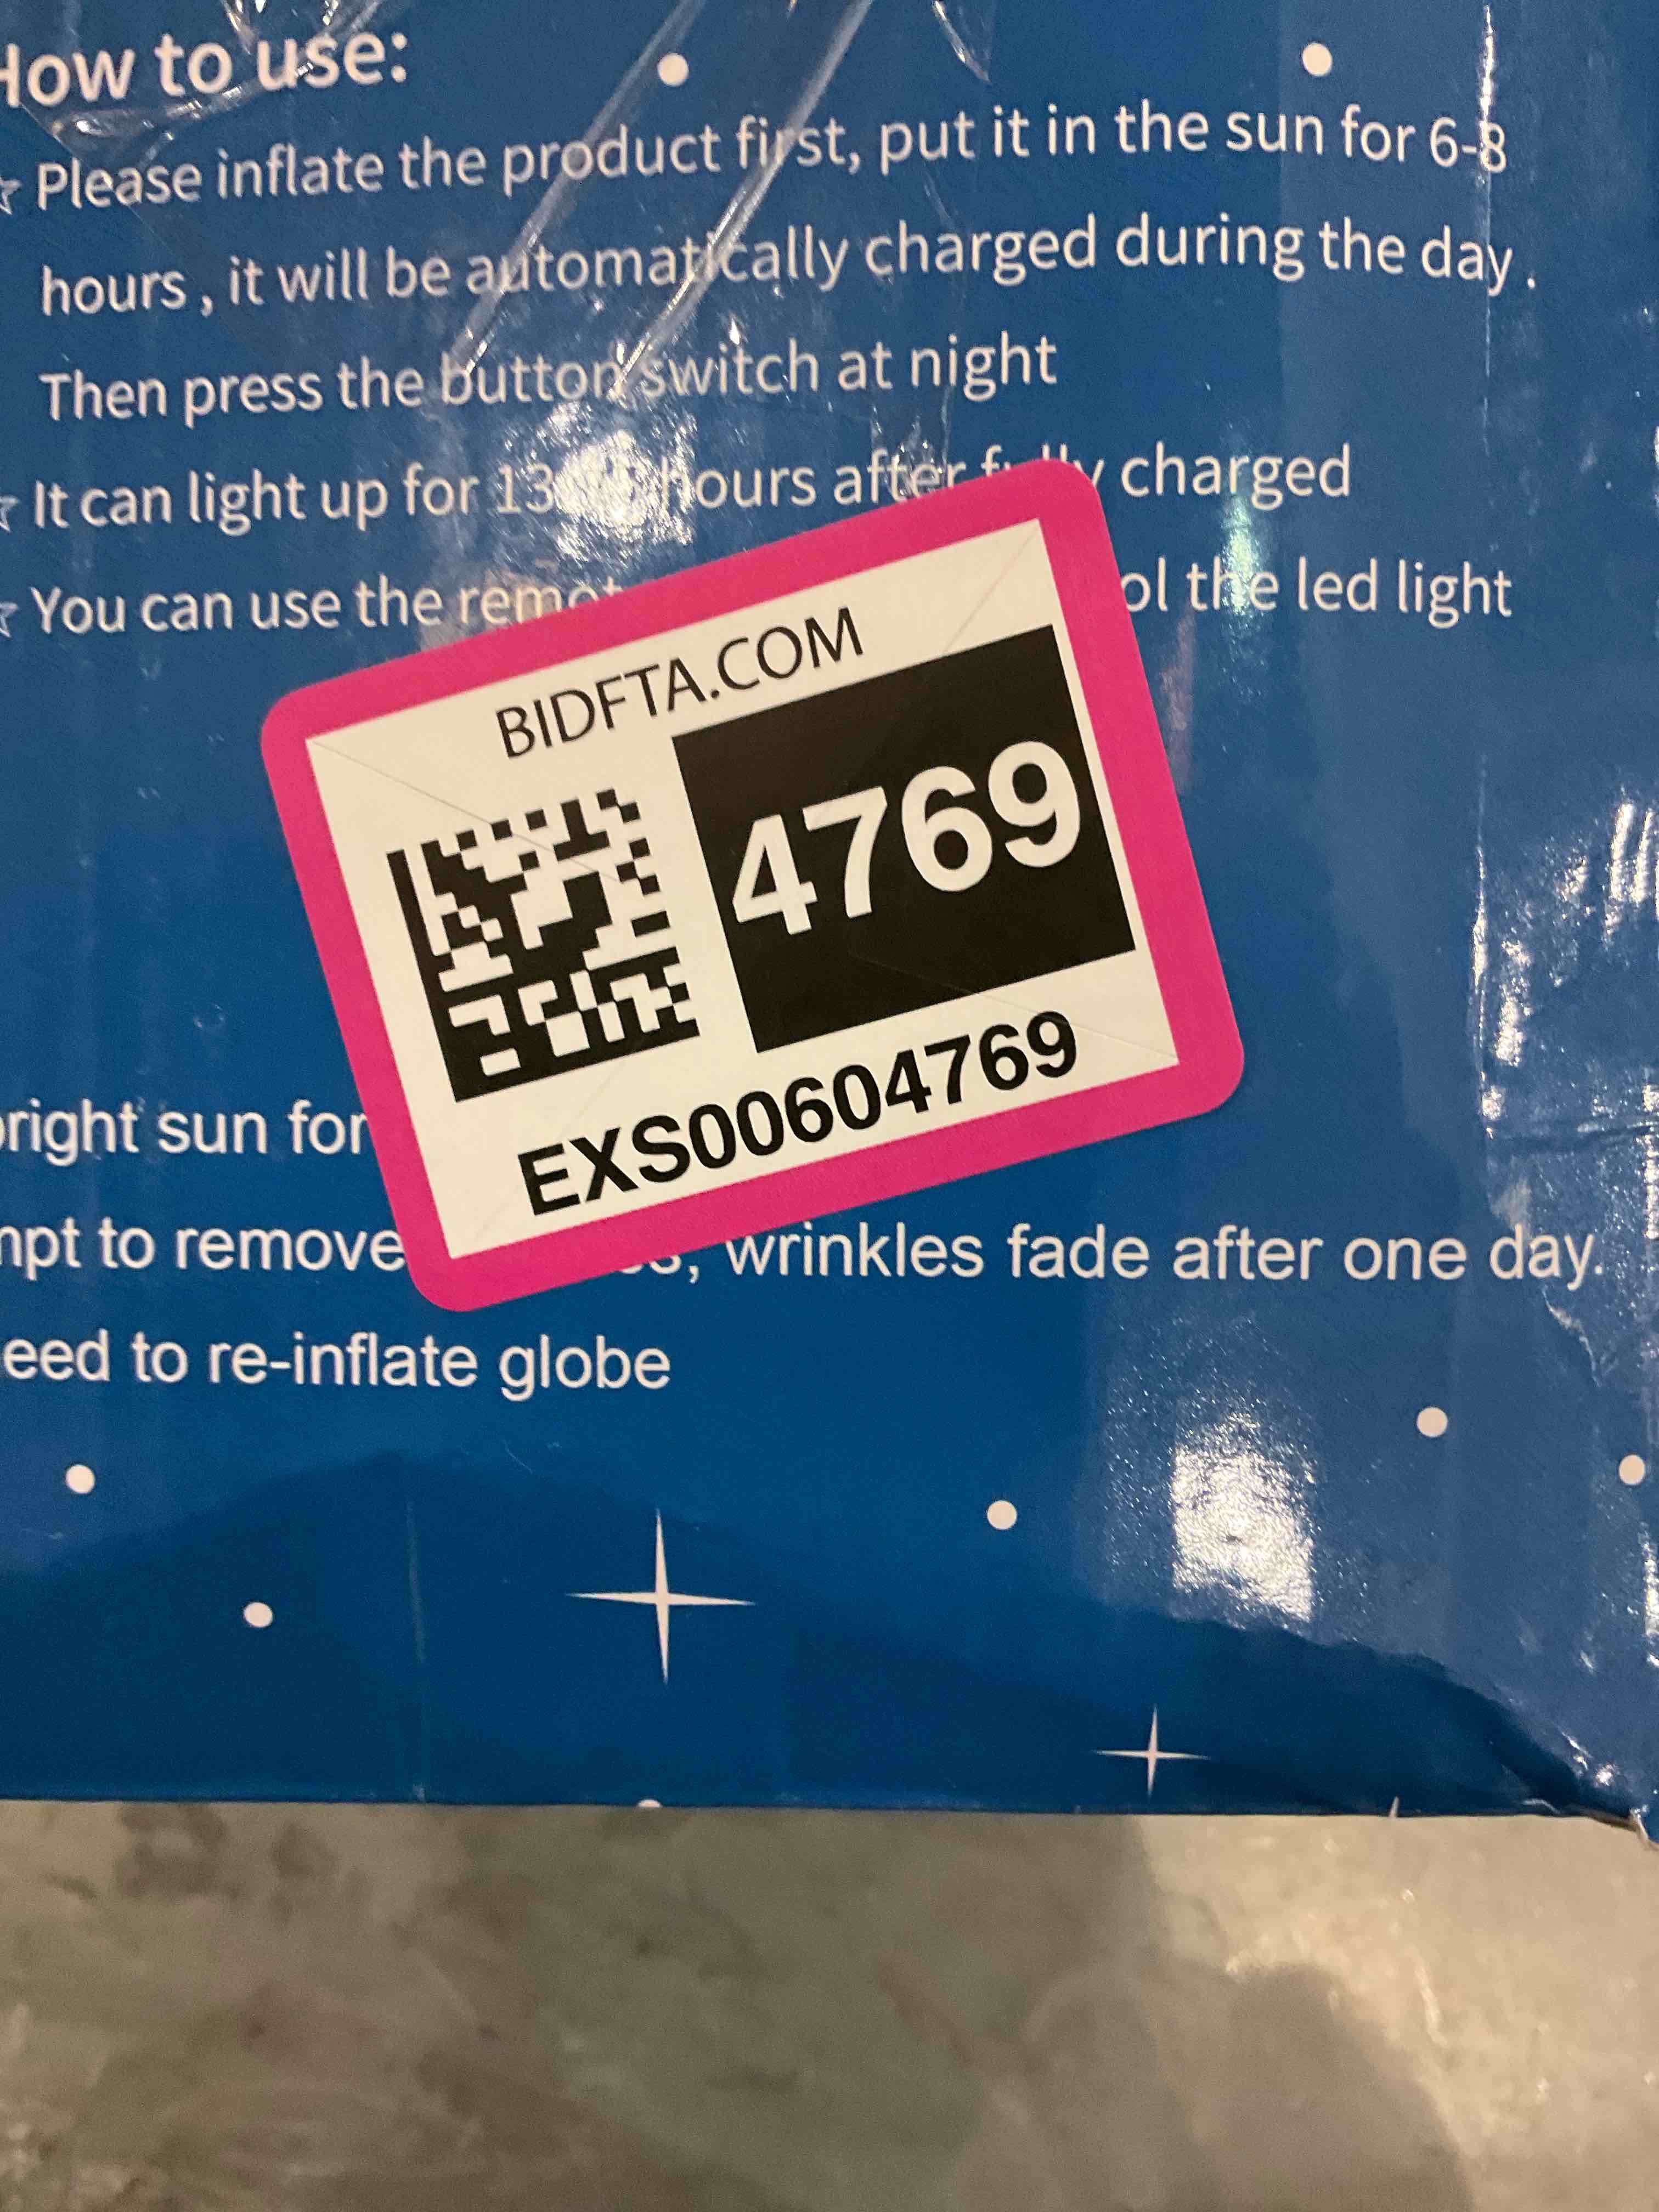 How to use:
☆ Please inflate the product first, put it in the sun for 6-8
hours , it will be automatically charged during the day .
Then press the button switch at night
☆ It can light up for hours after fully charged
☆ You can use the the led light
BIDFTA.COM
4769
EXS00604769
sun for
to remove wrinkles fade after one day.
to re-inflate globe